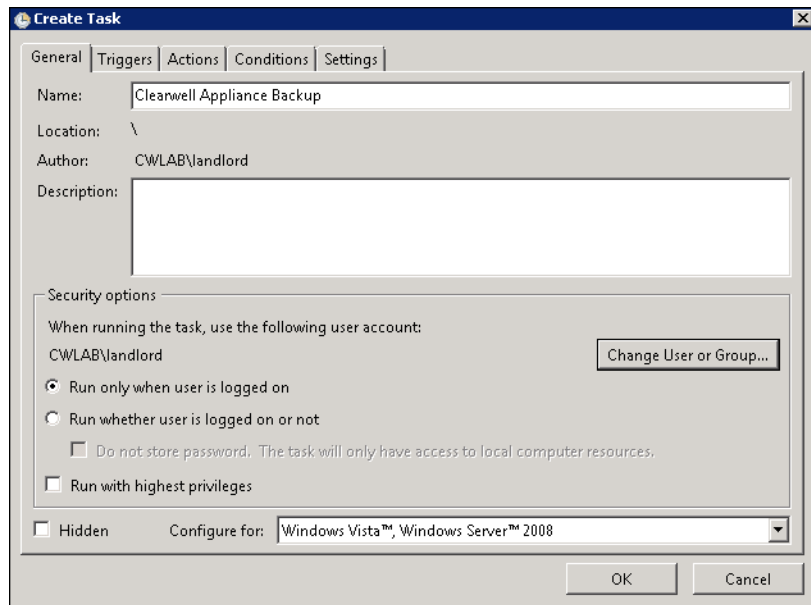 Create Task
General Triggers Actions Conditions Settings
Name: Clearwell Appliance Backup
Location: \
Author: CWLAB\landlord
Description:
Security options
When running the task, use the following user account:
CWLAB\landlord
Change User or Group...
Run only when user is logged on
Run whether user is logged on or not
Do not store password. The task will only have access to local computer resources.
Run with highest privileges
Hidden Configure for: Windows Vista™, Windows Server™ 2008
OK Cancel